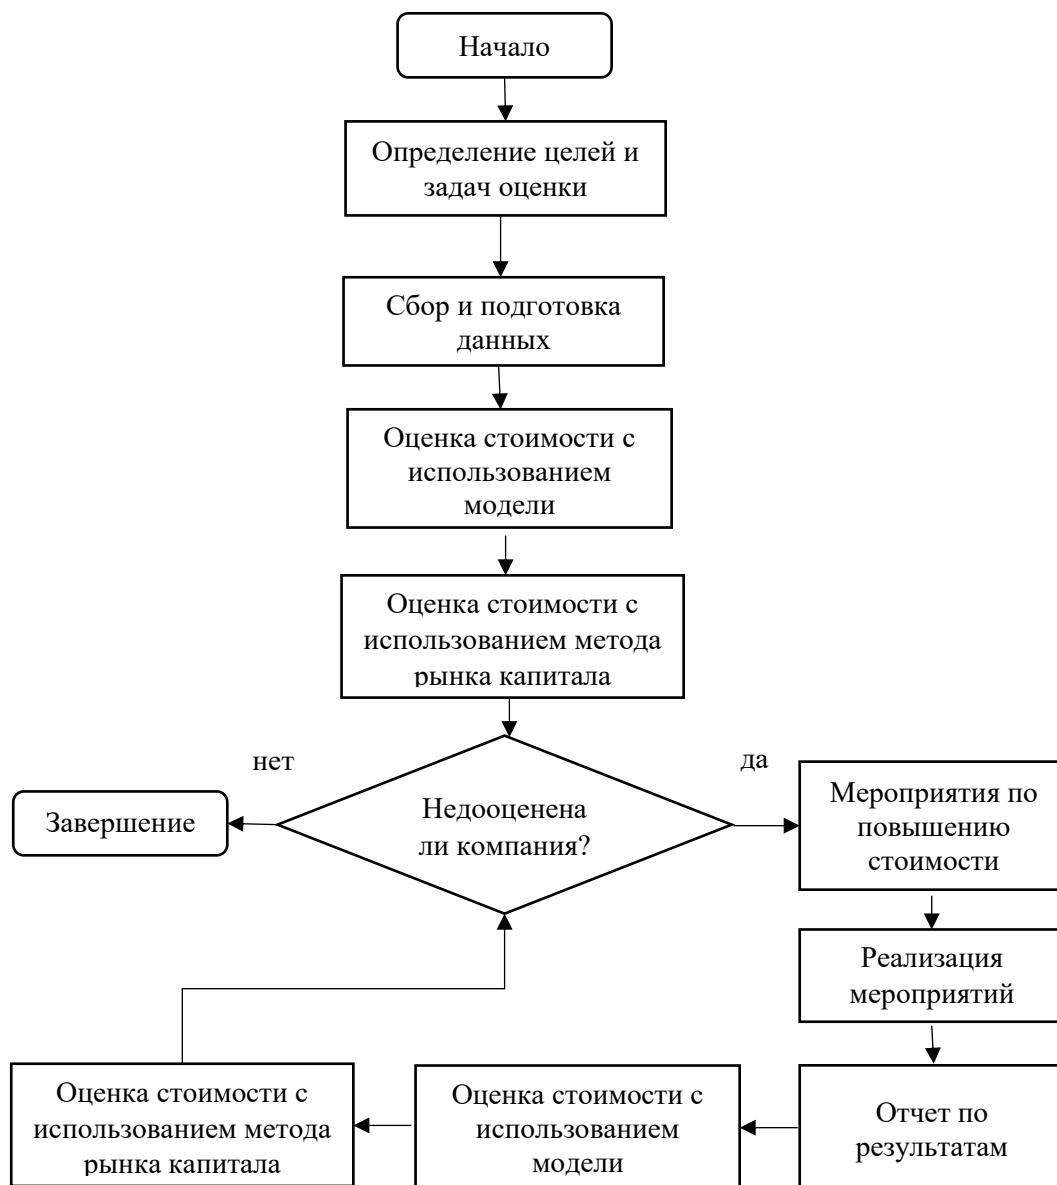 Начало
Определение целей и
задач оценки
Сбор и подготовка
данных
Оценка стоимости с
использованием
модели
Оценка стоимости с
использованием метода
рынка капитала
нет
да
Завершение
Недооценена
ли компания?
Мероприятия по
повышению
стоимости
Реализация
мероприятий
Отчет по
результатам
Оценка стоимости с
использованием
модели
Оценка стоимости с
использованием метода
рынка капитала